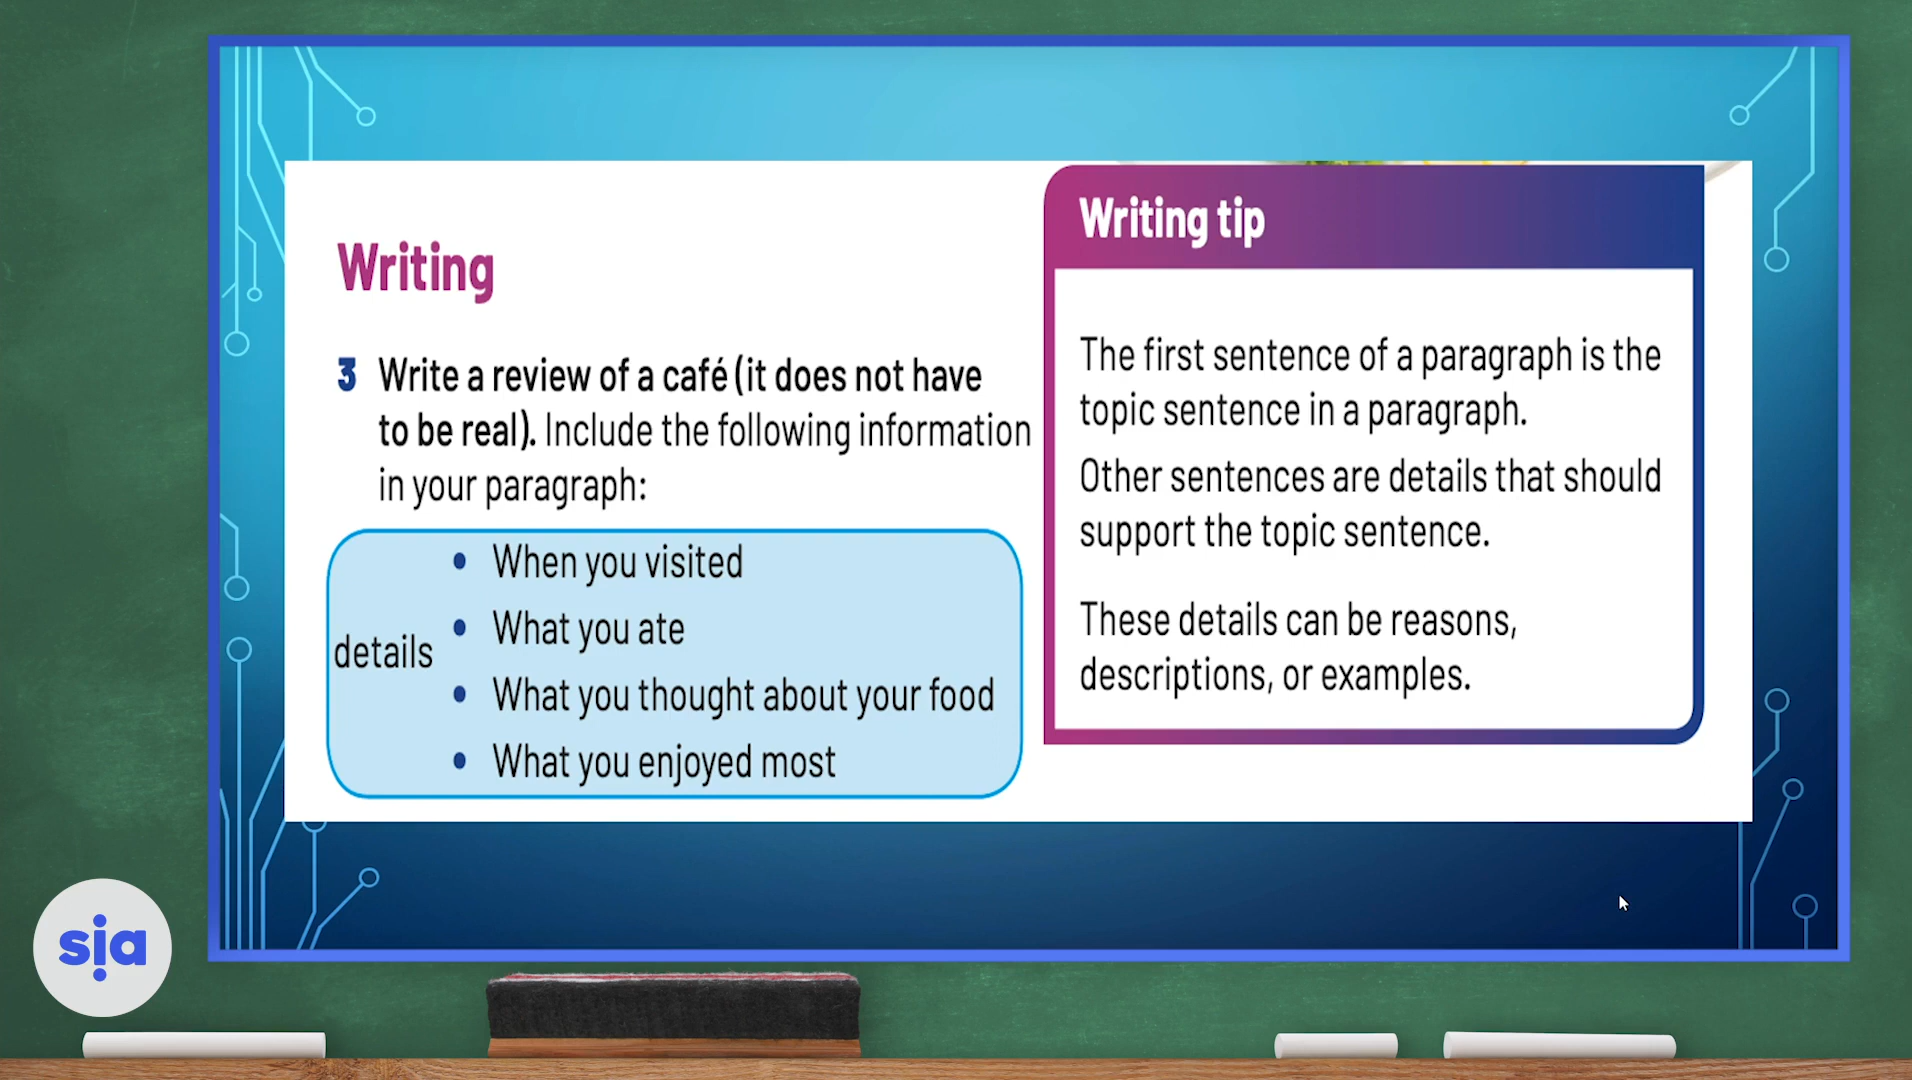 Writing
3 Write a review of a café (it does not have
to be real). Include the following information
in your paragraph:
details
• When you visited
• What you ate
• What you thought about your food
• What you enjoyed most
Writing tip
The first sentence of a paragraph is the
topic sentence in a paragraph.
Other sentences are details that should
support the topic sentence.
These details can be reasons,
descriptions, or examples.
sia